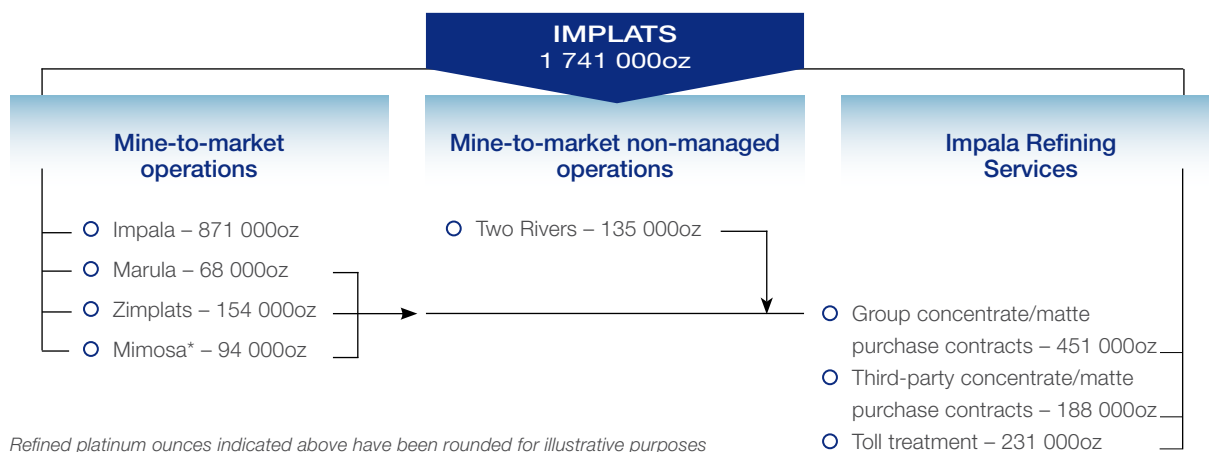 IMPLATS
1 741 000oz
Mine-to-market
operations
Impala – 871 000oz
Marula – 68 000oz
Zimplats – 154 000oz
Mimosa* – 94 000oz
Mine-to-market non-managed
operations
Two Rivers – 135 000oz
Impala Refining
Services
Group concentrate/matte
purchase contracts – 451 000oz
Third-party concentrate/matte
purchase contracts – 188 000oz
Toll treatment – 231 000oz
Refined platinum ounces indicated above have been rounded for illustrative purposes